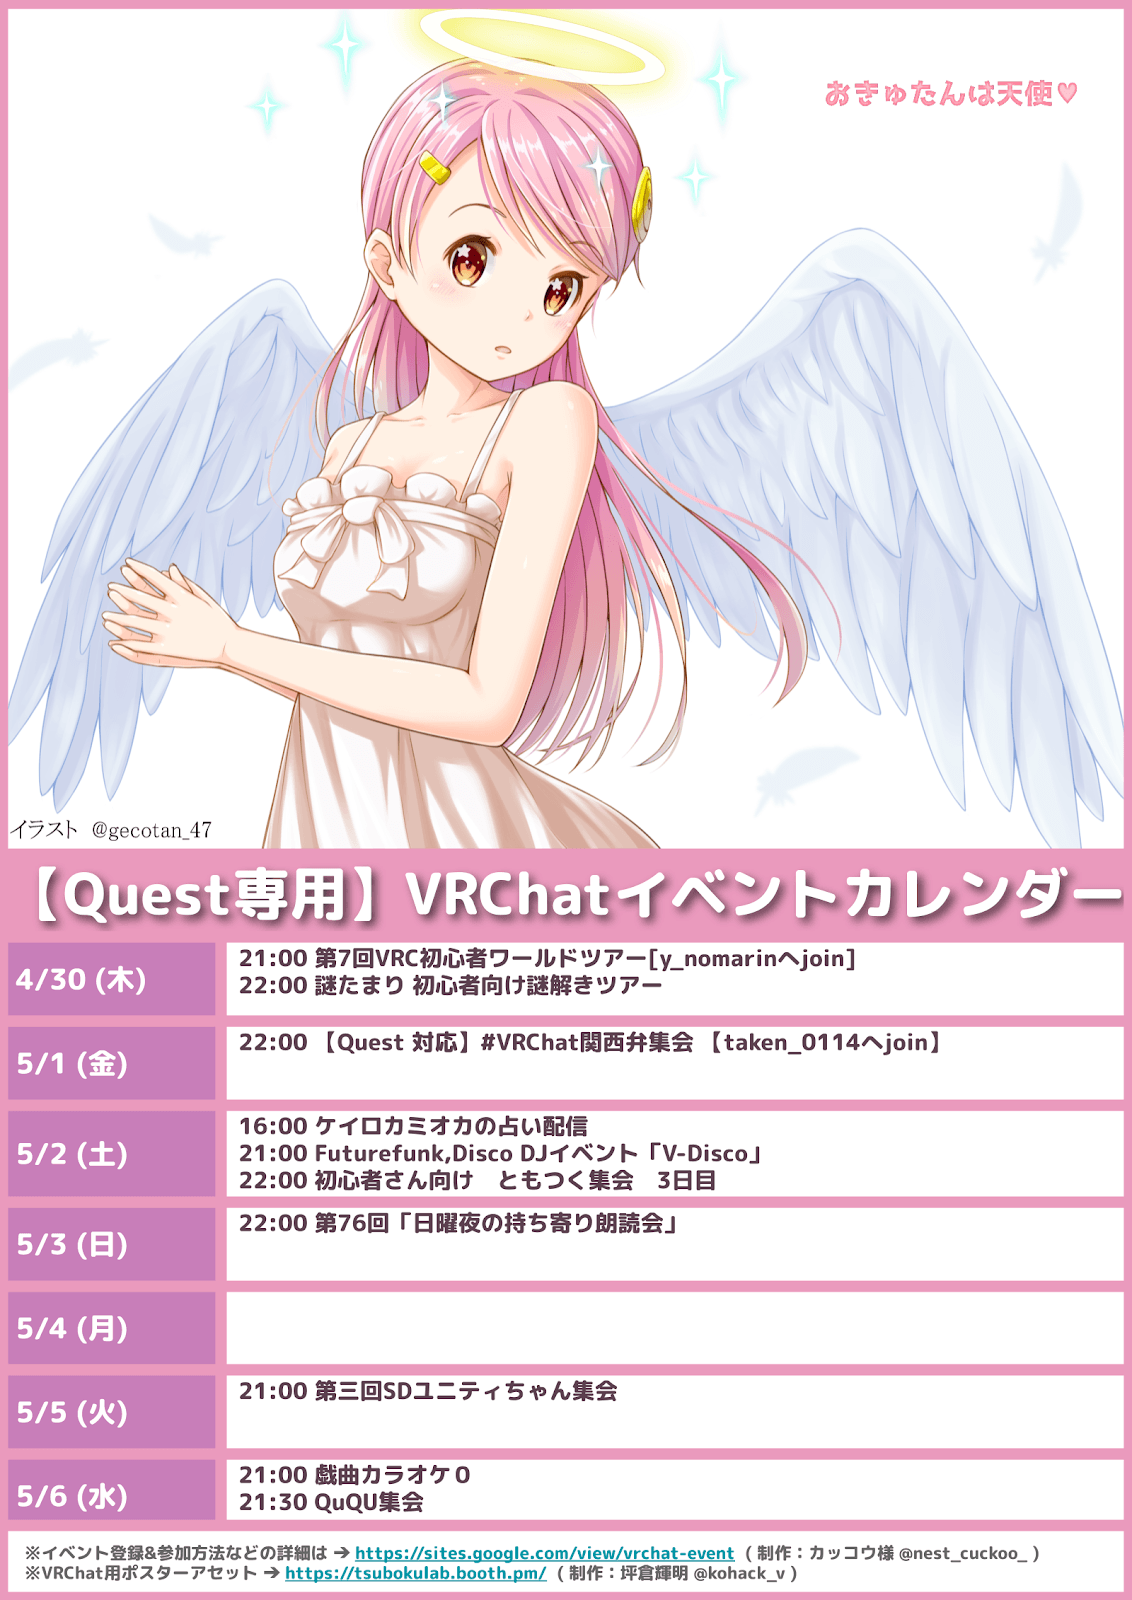 おきゅたんは天使♡
イラスト @gecotan_47
【Quest専用】VRChatイベントカレンダー
4/30 (木)
21:00 第7回VRC初心者ワールドツアー[y_nomarinへjoin]
22:00 謎たまり 初心者向け謎解きツアー
5/1 (金)
22:00 【Quest 対応】#VRChat関西弁集会 【taken_0114へjoin】
5/2 (土)
16:00 ケイロカミオカの占い配信
21:00 Futurefunk,Disco DJイベント「V-Disco」
22:00 初心者さん向け　ともつく集会　3日目
5/3 (日)
22:00 第76回「日曜夜の持ち寄り朗読会」
5/4 (月)
5/5 (火)
21:00 第三回SDユニティちゃん集会
5/6 (水)
21:00 戯曲カラオケ０
21:30 QuQU集会
※イベント登録&参加方法などの詳細は ➔ https://sites.google.com/view/vrchat-event ( 制作：カッコウ様 @nest_cuckoo_ )
※VRChat用ポスターアセット ➔ https://tsubokulab.booth.pm/ ( 制作：坪倉輝明 @kohack_v )